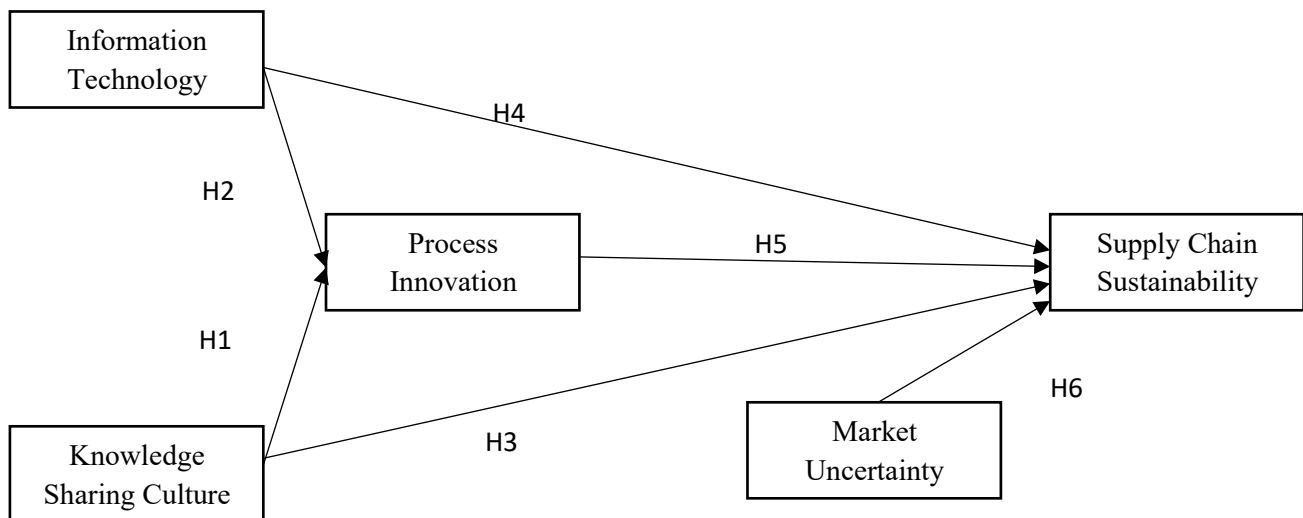 Information
Technology
H4
H2
Process
Innovation
H5
Supply Chain
Sustainability
H1
H3
H6
Knowledge
Sharing Culture
Market
Uncertainty